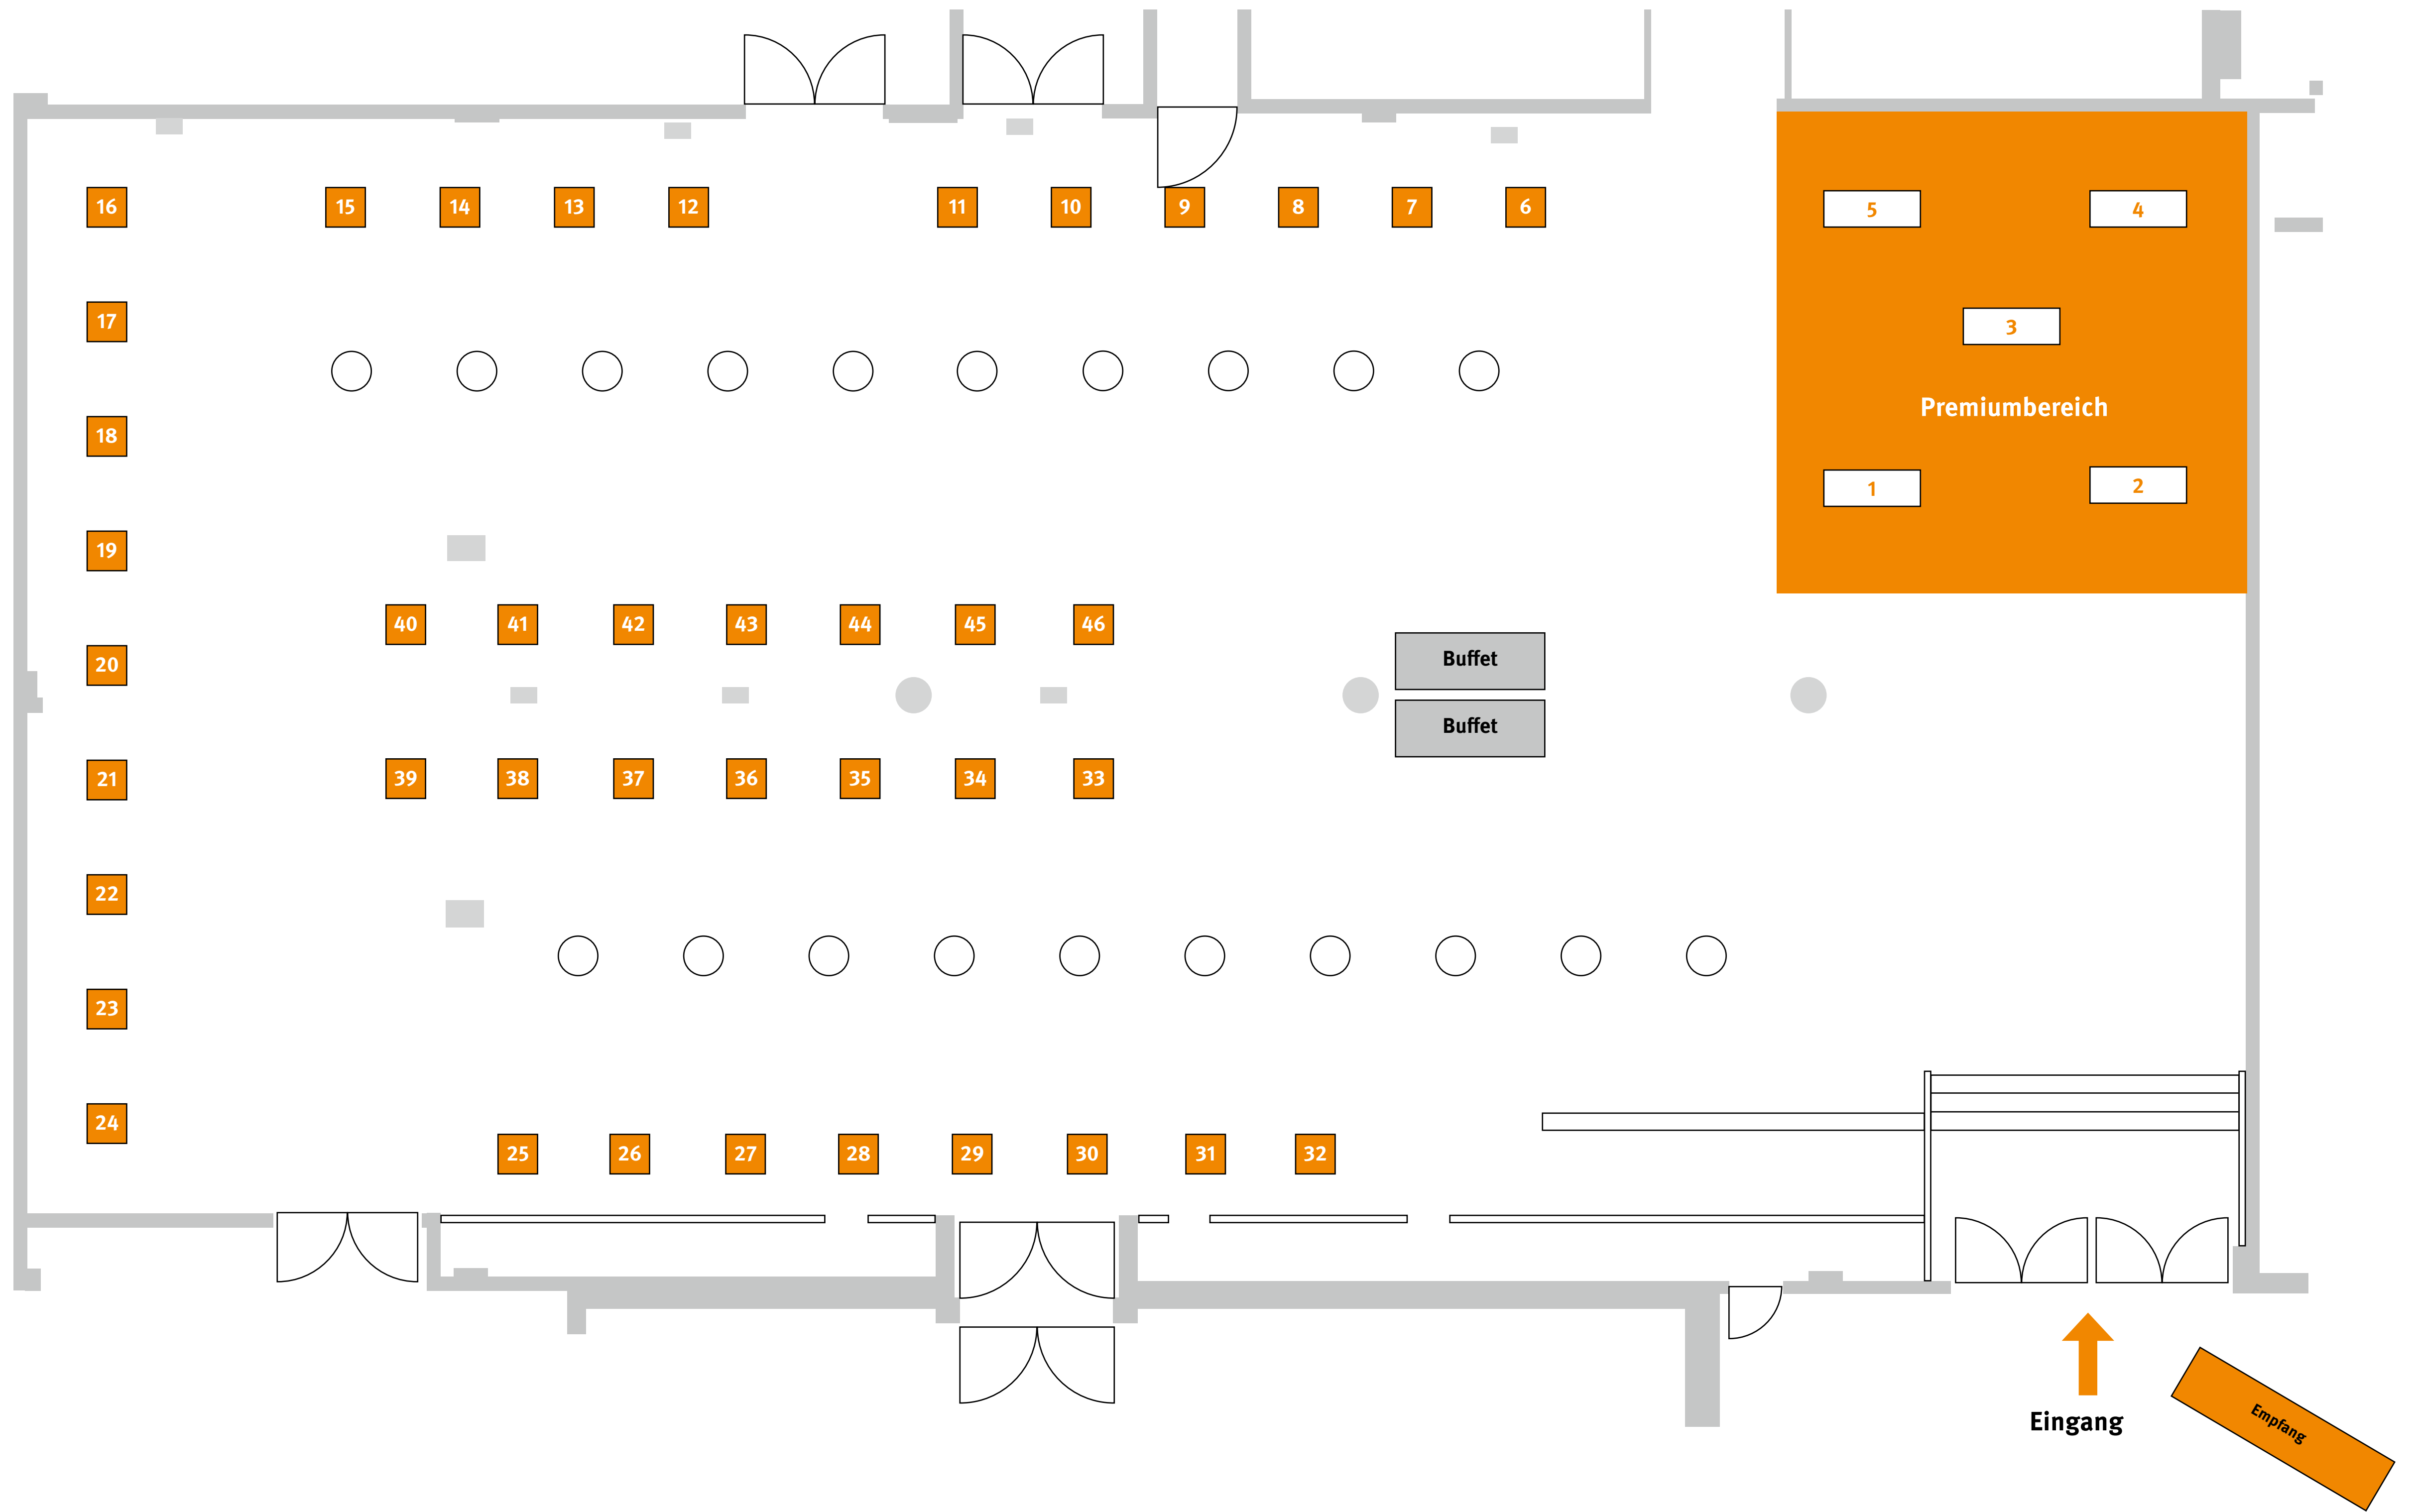 16 15 14 13 12 11 10 9 8 7 6 5 4
17 3
18 Premiumbereich
1 2
19
40 41 42 43 44 45 46
20 Buffet
Buffet
21 39 38 37 36 35 34 33
22
23
24
25 26 27 28 29 30 31 32
Eingang
Empfang